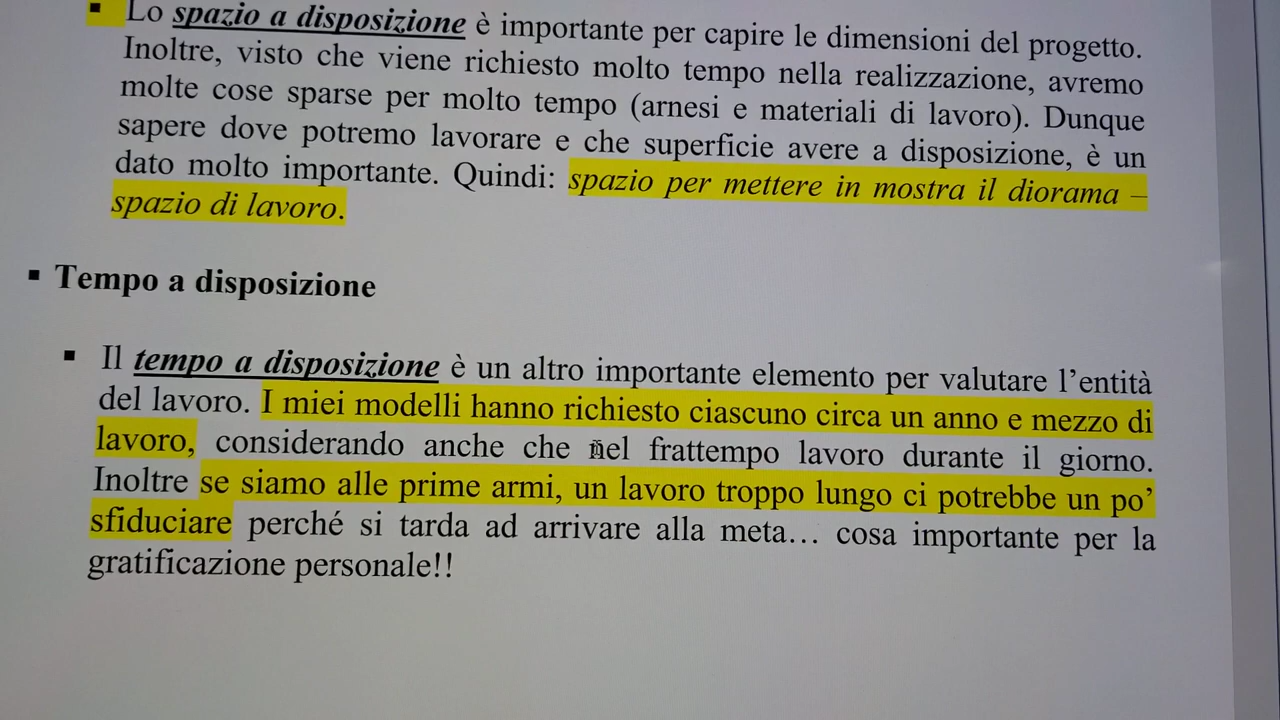 ▪ Lo spazio a disposizione è importante per capire le dimensioni del progetto.
Inoltre, visto che viene richiesto molto tempo nella realizzazione, avremo
molte cose sparse per molto tempo (arnesi e materiali di lavoro). Dunque
sapere dove potremo lavorare e che superficie avere a disposizione, è un
dato molto importante. Quindi: spazio per mettere in mostra il diorama –
spazio di lavoro.
▪ Tempo a disposizione
▪ Il tempo a disposizione è un altro importante elemento per valutare l’entità
del lavoro. I miei modelli hanno richiesto ciascuno circa un anno e mezzo di
lavoro, considerando anche che nel frattempo lavoro durante il giorno.
Inoltre se siamo alle prime armi, un lavoro troppo lungo ci potrebbe un po’
sfiduciare perché si tarda ad arrivare alla meta… cosa importante per la
gratificazione personale!!